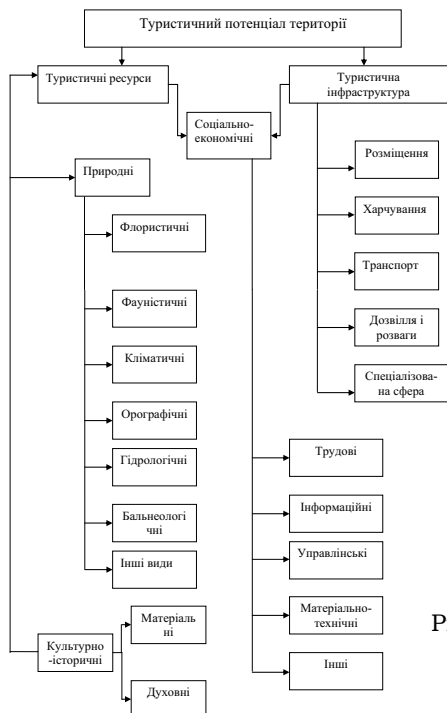 Туристичний потенціал території
Туристичні ресурси
Туристична
інфраструктура
Соціально-
економічні
Природні
Флористичні
Фауністичні
Кліматичні
Орографічні
Гідрологічні
Бальнеологі
чні
Інші види
Культурно
-історичні
Матеріаль
ні
Духовні
Розміщення
Харчування
Транспорт
Дозвілля і
розваги
Спеціалізова-
на сфера
Трудові
Інформаційні
Управлінські
Матеріально-
технічні
Інші
Р